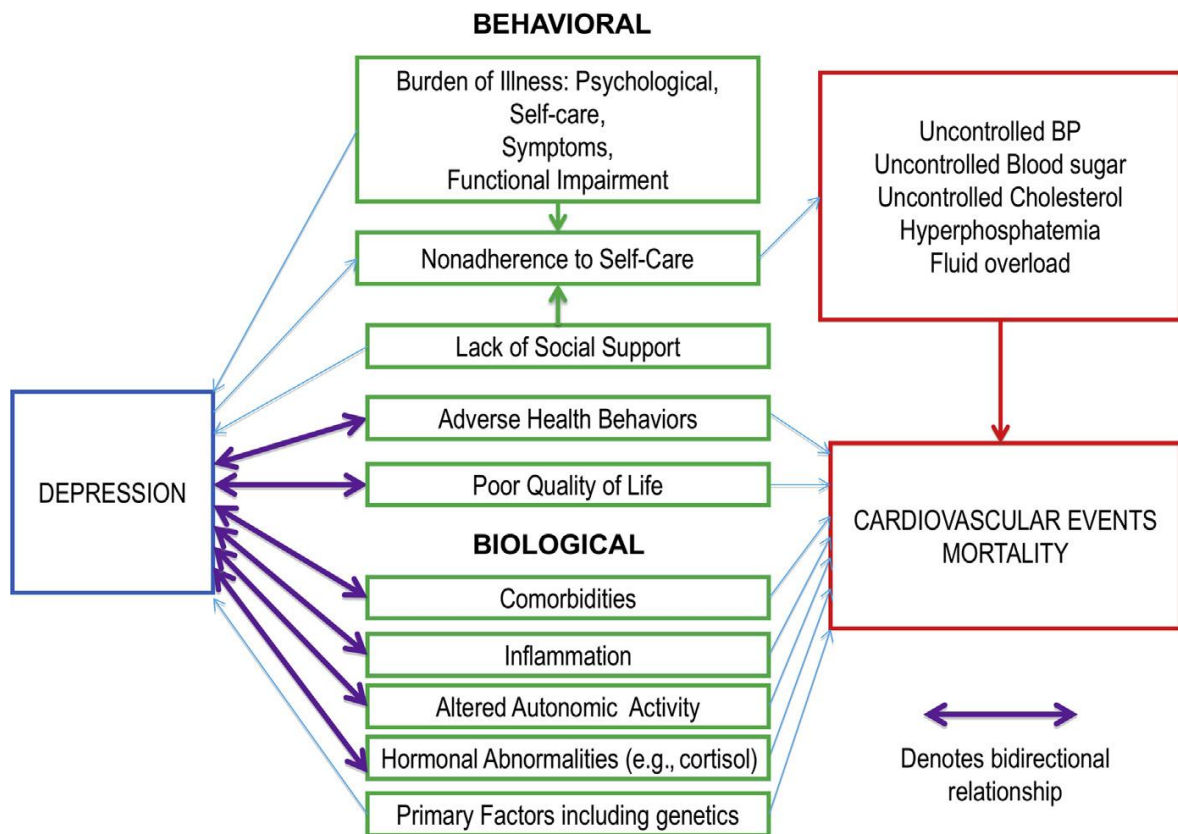 BEHAVIORAL
Burden of Illness: Psychological,
Self-care,
Symptoms,
Functional Impairment
Nonadherence to Self-Care
Lack of Social Support
Adverse Health Behaviors
Poor Quality of Life
BIOLOGICAL
Comorbidities
Inflammation
Altered Autonomic Activity
Hormonal Abnormalities (e.g., cortisol)
Primary Factors including genetics
DEPRESSION
Uncontrolled BP
Uncontrolled Blood sugar
Uncontrolled Cholesterol
Hyperphosphatemia
Fluid overload
CARDIOVASCULAR EVENTS
MORTALITY
Denotes bidirectional
relationship